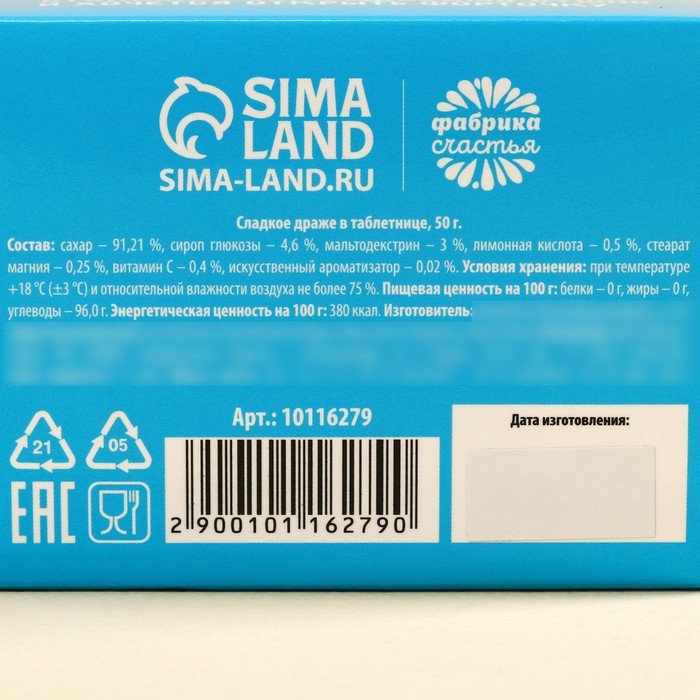 SIMA
LAND
SIMA-LAND.RU
фабрика
счастья
Сладкое драже в таблетнице, 50 г.
Состав: сахар – 91,21 %, сироп глюкозы – 4,6 %, мальтодекстрин – 3 %, лимонная кислота – 0,5 %, стеарат
магния – 0,25 %, витамин С – 0,4 %, искусственный ароматизатор – 0,02 %. Условия хранения: при температуре
+18 °С (±3 °С) и относительной влажности воздуха не более 75 %. Пищевая ценность на 100 г: белки – 0 г, жиры – 0 г,
углеводы – 96,0 г. Энергетическая ценность на 100 г: 380 ккал. Изготовитель:
21
05
EAC
Арт.: 10116279
2 900101 162790
Дата изготовления: